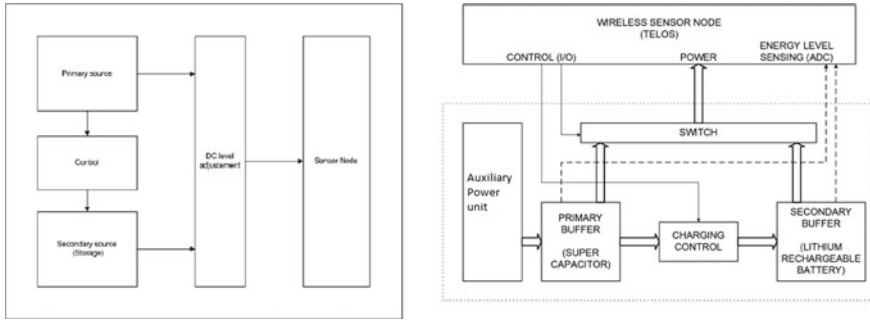 Primary source
Control
Secondary source
(Storage)
DC level
adjustement
Sensor Node
WIRELESS SENSOR NODE
(TELOS)
CONTROL (I/O)
POWER
ENERGY LEVEL
SENSING (ADC)
SWITCH
Auxiliary
Power
unit
PRIMARY
BUFFER
(SUPER
CAPACITOR)
CHARGING
CONTROL
SECONDARY
BUFFER
(LITHIUM
RECHARGEABLE
BATTERY)